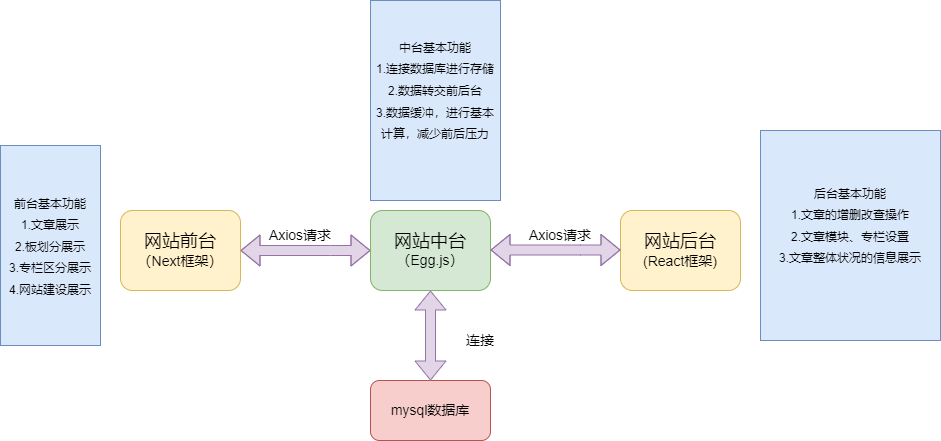 中台基本功能
1.连接数据库进行存储
2.数据转交前后台
3.数据缓冲，进行基本
计算，减少前后压力
前台基本功能
1.文章展示
2.板划分展示
3.专栏区分展示
4.网站建设展示
网站前台
（Next框架）
Axios请求
网站中台
（Egg.js）
Axios请求
网站后台
(React框架)
后台基本功能
1.文章的增删改查操作
2.文章模块、专栏设置
3.文章整体状况的信息展示
连接
mysql数据库